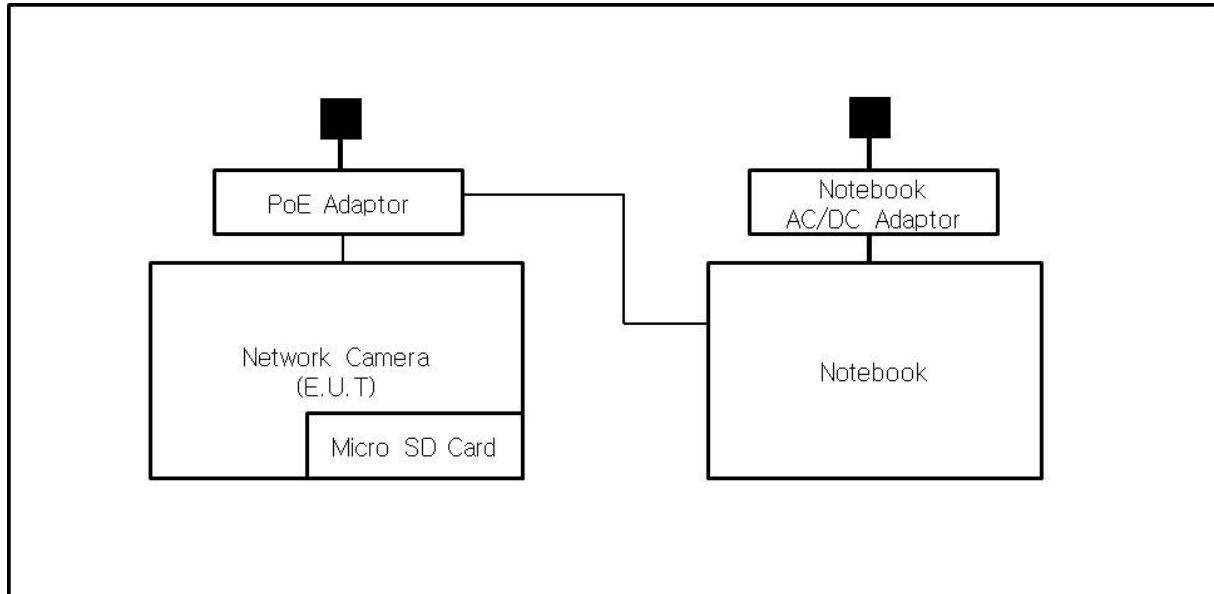 PoE Adaptor
Notebook
AC/DC Adaptor
Network Camera
(E.U.T)
Micro SD Card
Notebook